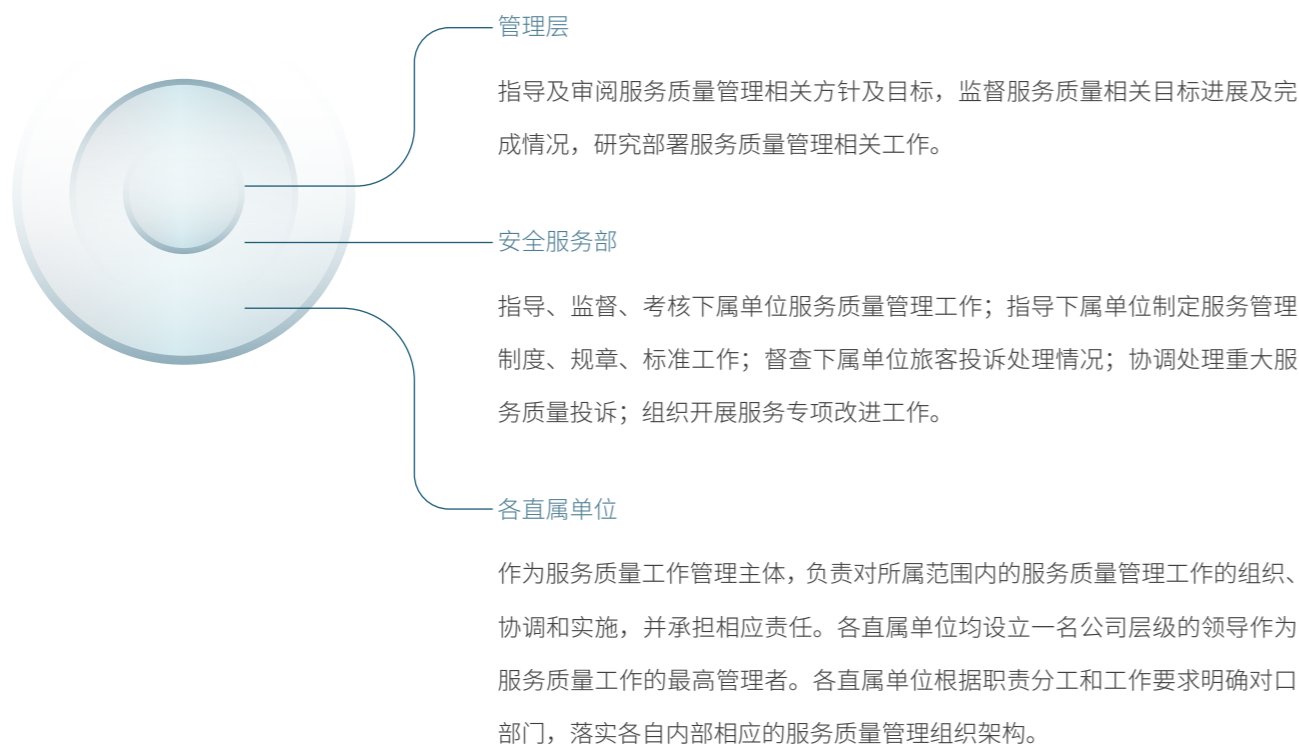 管理层
指导及审阅服务质量管理相关方针及目标，监督服务质量相关目标进展及完
成情况，研究部署服务质量管理相关工作。
安全服务部
指导、监督、考核下属单位服务质量管理工作；指导下属单位制定服务管理
制度、规章、标准工作；督查下属单位旅客投诉处理情况；协调处理重大服
务质量投诉；组织开展服务专项改进工作。
各直属单位
作为服务质量工作管理主体，负责对所属范围内的服务质量管理工作的组织、
协调和实施，并承担相应责任。各直属单位均设立一名公司层级的领导作为
服务质量工作的最高管理者。各直属单位根据职责分工和工作要求明确对口
部门，落实各自内部相应的服务质量管理组织架构。